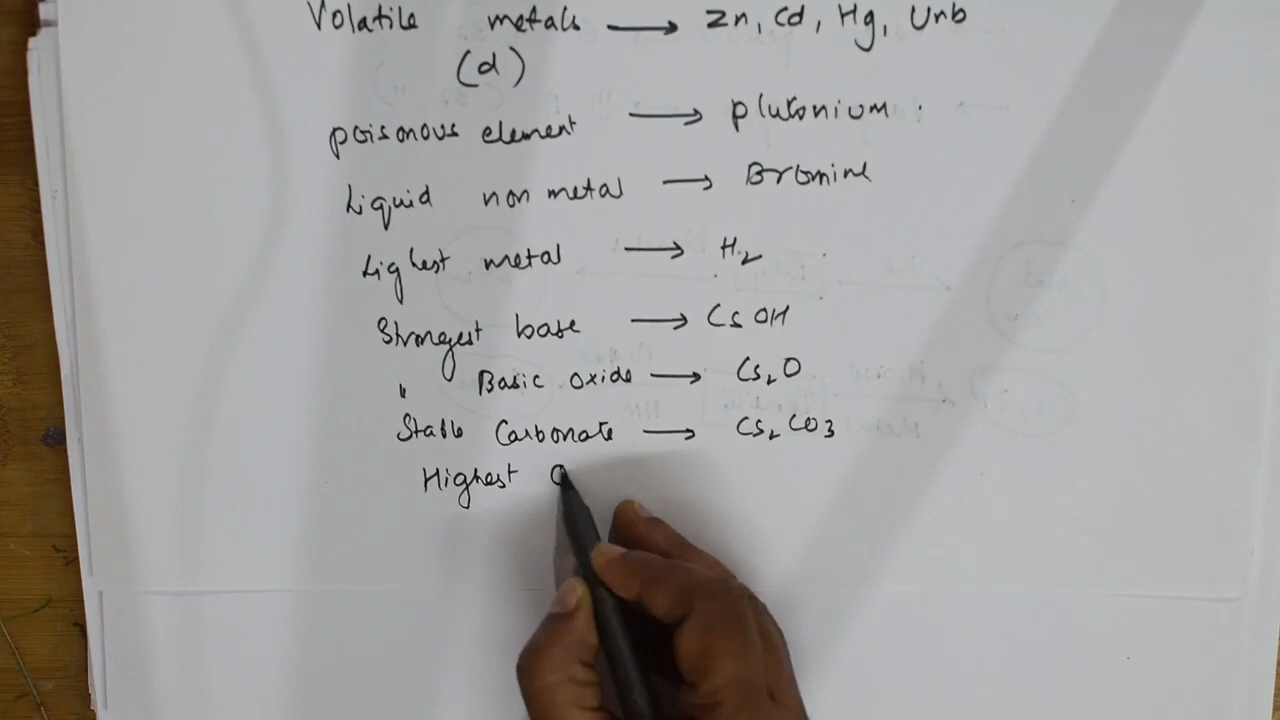 Volatile metals → Zn, Cd, Hg, Unb
(d)
poisonous element → plutonium.
Liquid non metal → Bromine
Lighest metal → H₂
Strongest base → CsOH
" Basic oxide → Cs₂O
Stable Carbonate → Cs₂CO₃
Highest